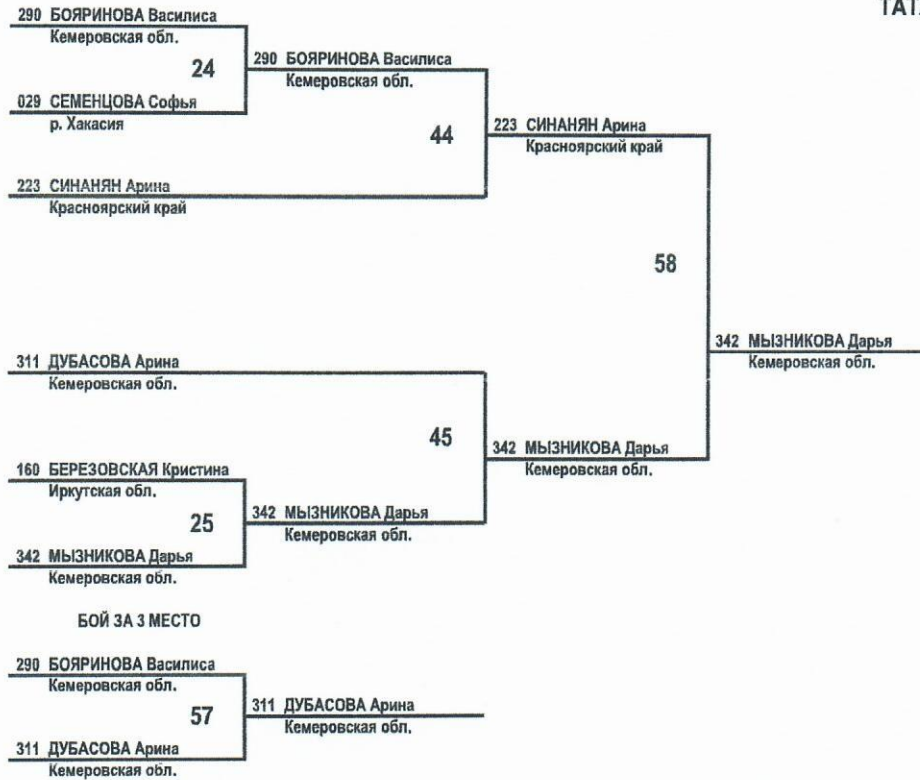 290 БОЯРИНОВА Василиса
Кемеровская обл.
24
029 СЕМЕНЦОВА Софья
р. Хакасия
290 БОЯРИНОВА Василиса
Кемеровская обл.
44
223 СИНАНЯН Арина
Красноярский край
223 СИНАНЯН Арина
Красноярский край
58
342 МЫЗНИКОВА Дарья
Кемеровская обл.
311 ДУБАСОВА Арина
Кемеровская обл.
45
342 МЫЗНИКОВА Дарья
Кемеровская обл.
160 БЕРЕЗОВСКАЯ Кристина
Иркутская обл.
25
342 МЫЗНИКОВА Дарья
Кемеровская обл.
342 МЫЗНИКОВА Дарья
Кемеровская обл.
БОЙ ЗА 3 МЕСТО
290 БОЯРИНОВА Василиса
Кемеровская обл.
57
311 ДУБАСОВА Арина
Кемеровская обл.
311 ДУБАСОВА Арина
Кемеровская обл.